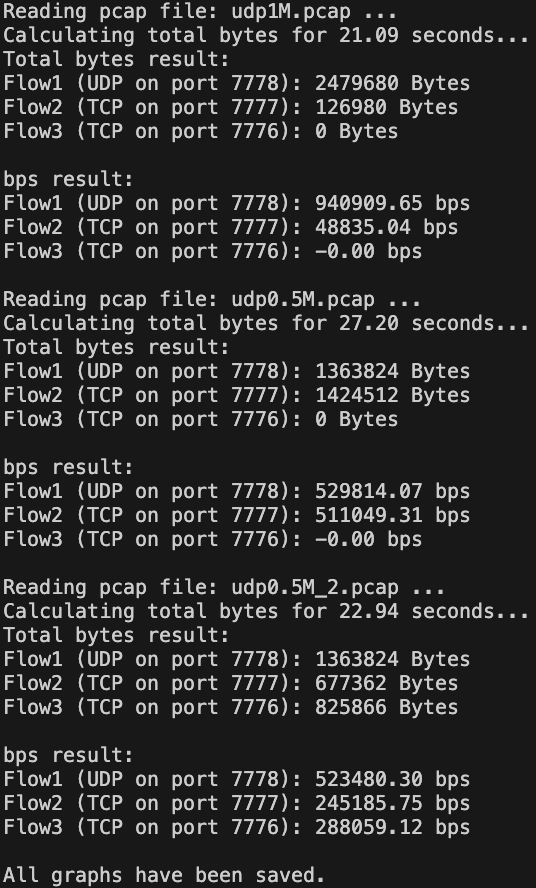 Reading pcap file: udp1M.pcap ...
Calculating total bytes for 21.09 seconds...
Total bytes result:
Flow1 (UDP on port 7778): 2479680 Bytes
Flow2 (TCP on port 7777): 126980 Bytes
Flow3 (TCP on port 7776): 0 Bytes

bps result:
Flow1 (UDP on port 7778): 940909.65 bps
Flow2 (TCP on port 7777): 48835.04 bps
Flow3 (TCP on port 7776): -0.00 bps

Reading pcap file: udp0.5M.pcap ...
Calculating total bytes for 27.20 seconds...
Total bytes result:
Flow1 (UDP on port 7778): 1363824 Bytes
Flow2 (TCP on port 7777): 1424512 Bytes
Flow3 (TCP on port 7776): 0 Bytes

bps result:
Flow1 (UDP on port 7778): 529814.07 bps
Flow2 (TCP on port 7777): 511049.31 bps
Flow3 (TCP on port 7776): -0.00 bps

Reading pcap file: udp0.5M_2.pcap ...
Calculating total bytes for 22.94 seconds...
Total bytes result:
Flow1 (UDP on port 7778): 1363824 Bytes
Flow2 (TCP on port 7777): 677362 Bytes
Flow3 (TCP on port 7776): 825866 Bytes

bps result:
Flow1 (UDP on port 7778): 523480.30 bps
Flow2 (TCP on port 7777): 245185.75 bps
Flow3 (TCP on port 7776): 288059.12 bps

All graphs have been saved.